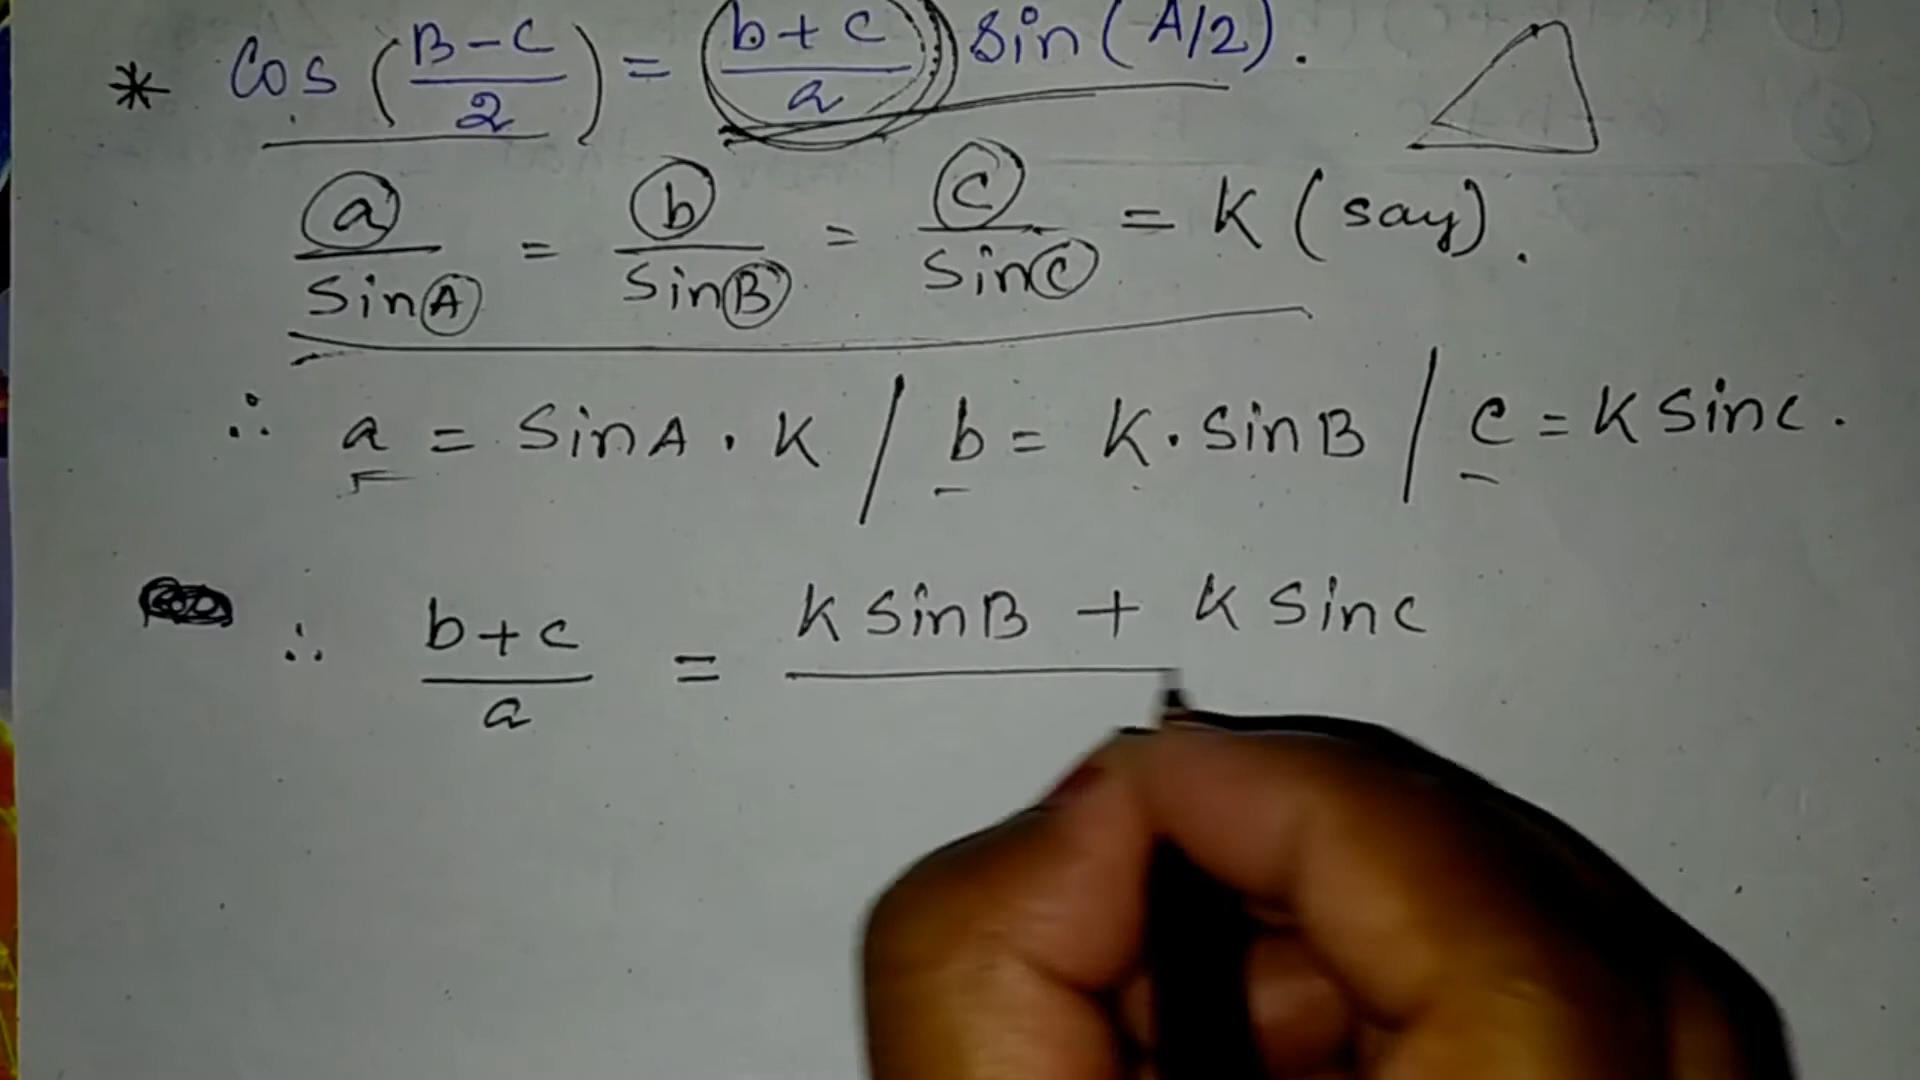 * Cos (B-C/2) = (b+c/a) sin (A/2).
a/SinA = b/SinB = c/SinC = K (say).
∴ a = SinA . K / b = K . SinB / c = K SinC.
∴ b+c/a = K SinB + K SinC